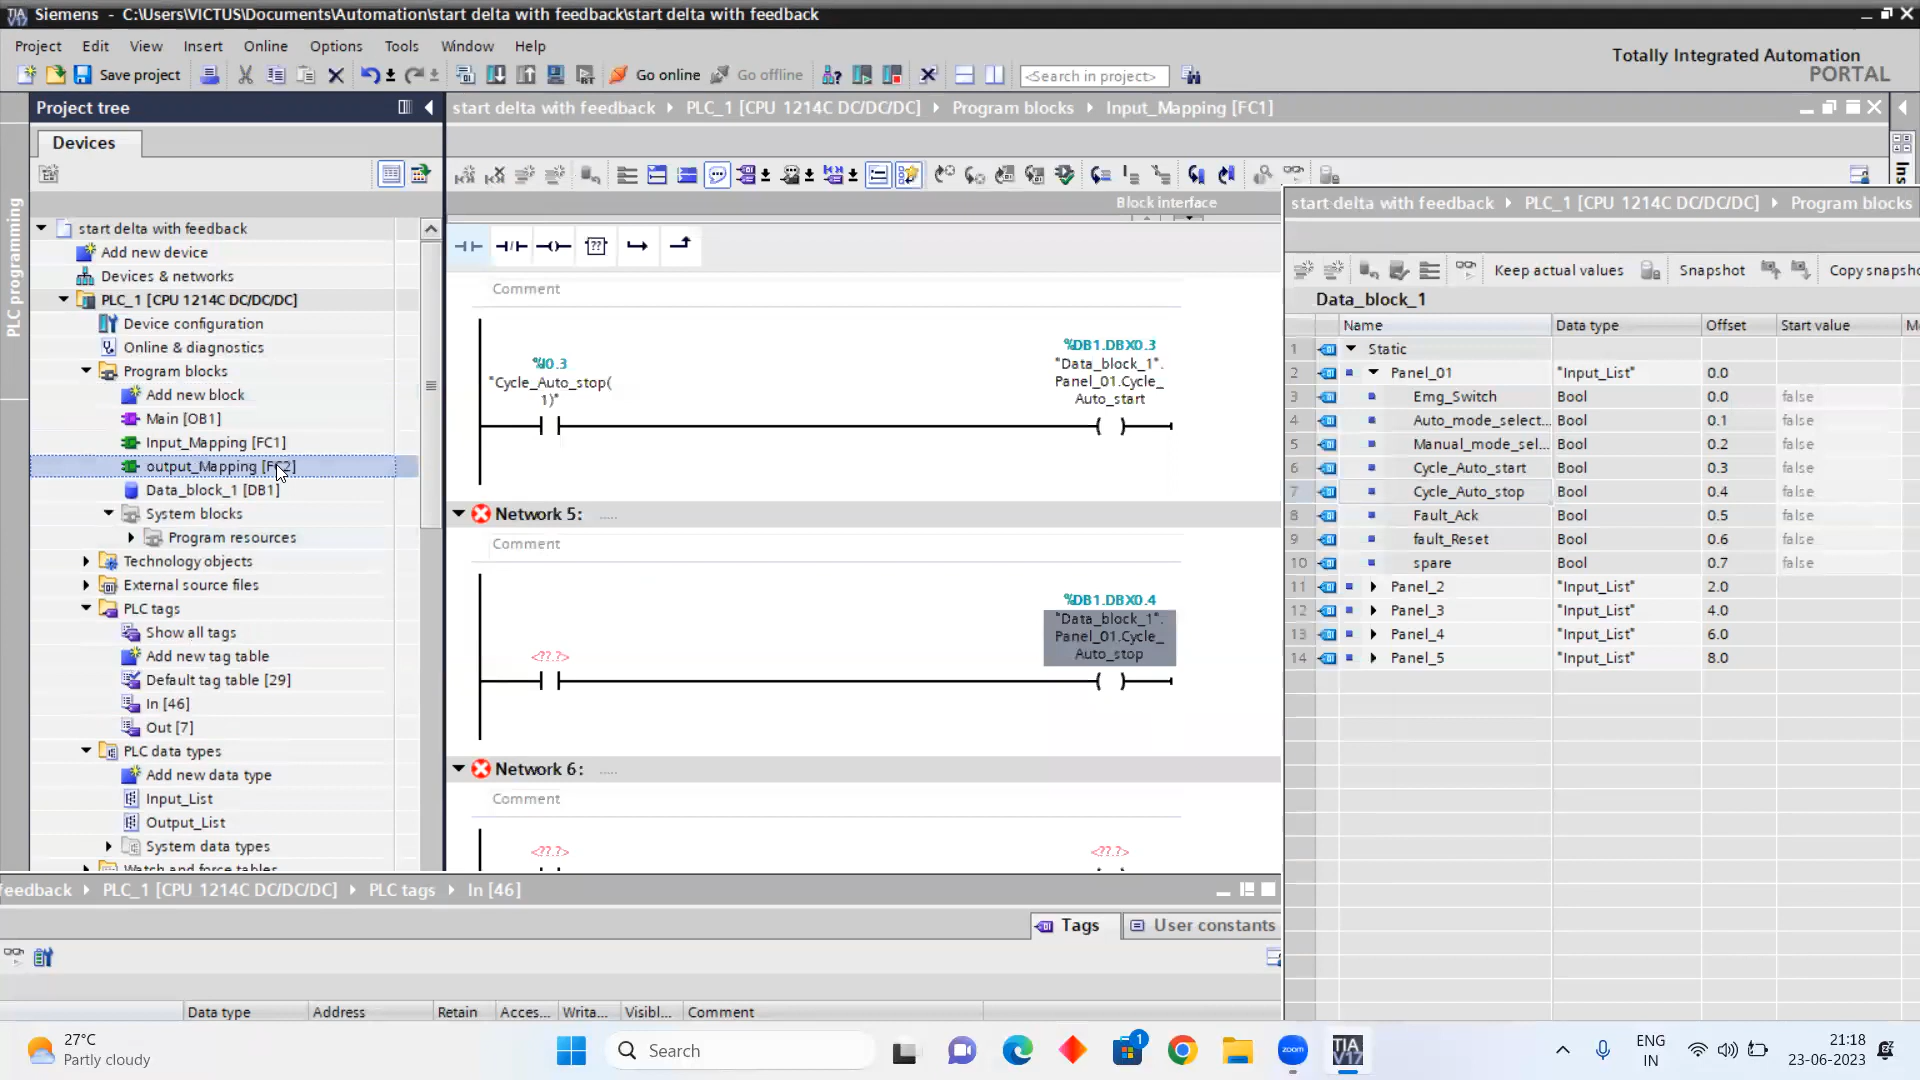 Siemens - C:\Users\VICTUS\Documents\Automation\start delta with feedback\start delta with feedback
Project Edit View Insert Online Options Tools Window Help
Totally Integrated Automation
PORTAL
Save project
Go online
Go offline
<Search in project>
Project tree
start delta with feedback
PLC_1 [CPU 1214C DC/DC/DC]
Program blocks
Input_Mapping [FC1]
Devices
PLC programming
Block interface
start delta with feedback
Add new device
Devices & networks
PLC_1 [CPU 1214C DC/DC/DC]
Device configuration
Online & diagnostics
Program blocks
Add new block
Main [OB1]
Input_Mapping [FC1]
output_Mapping [FC2]
Data_block_1 [DB1]
System blocks
Program resources
Technology objects
External source files
PLC tags
Show all tags
Add new tag table
Default tag table [29]
In [46]
Out [7]
PLC data types
Add new data type
Input_List
Output_List
System data types
Watch and force tables
Comment
%I0.3
"Cycle_Auto_stop(
1)"
%DB1.DBX0.3
"Data_block_1".
Panel_01.Cycle_
Auto_start
Network 5: .....
Comment
<??.?>
%DB1.DBX0.4
"Data_block_1".
Panel_01.Cycle_
Auto_stop
Network 6: .....
Comment
<??.?> <??.?>
Ins
start delta with feedback
PLC_1 [CPU 1214C DC/DC/DC]
Program blocks
Keep actual values
Snapshot
Copy snapsho
Data_block_1
Name Data type Offset Start value
1 Static
2 Panel_01 "Input_List" 0.0
3 Emg_Switch Bool 0.0 false
4 Auto_mode_select... Bool 0.1 false
5 Manual_mode_sel... Bool 0.2 false
6 Cycle_Auto_start Bool 0.3 false
7 Cycle_Auto_stop Bool 0.4 false
8 Fault_Ack Bool 0.5 false
9 fault_Reset Bool 0.6 false
10 spare Bool 0.7 false
11 Panel_2 "Input_List" 2.0
12 Panel_3 "Input_List" 4.0
13 Panel_4 "Input_List" 6.0
14 Panel_5 "Input_List" 8.0
feedback
PLC_1 [CPU 1214C DC/DC/DC]
PLC tags
In [46]
Tags
User constants
Data type Address Retain Acces... Writa... Visibl... Comment
27°C
Partly cloudy
Search
1
zoom
TIA
V17
ENG
IN
21:18
23-06-2023